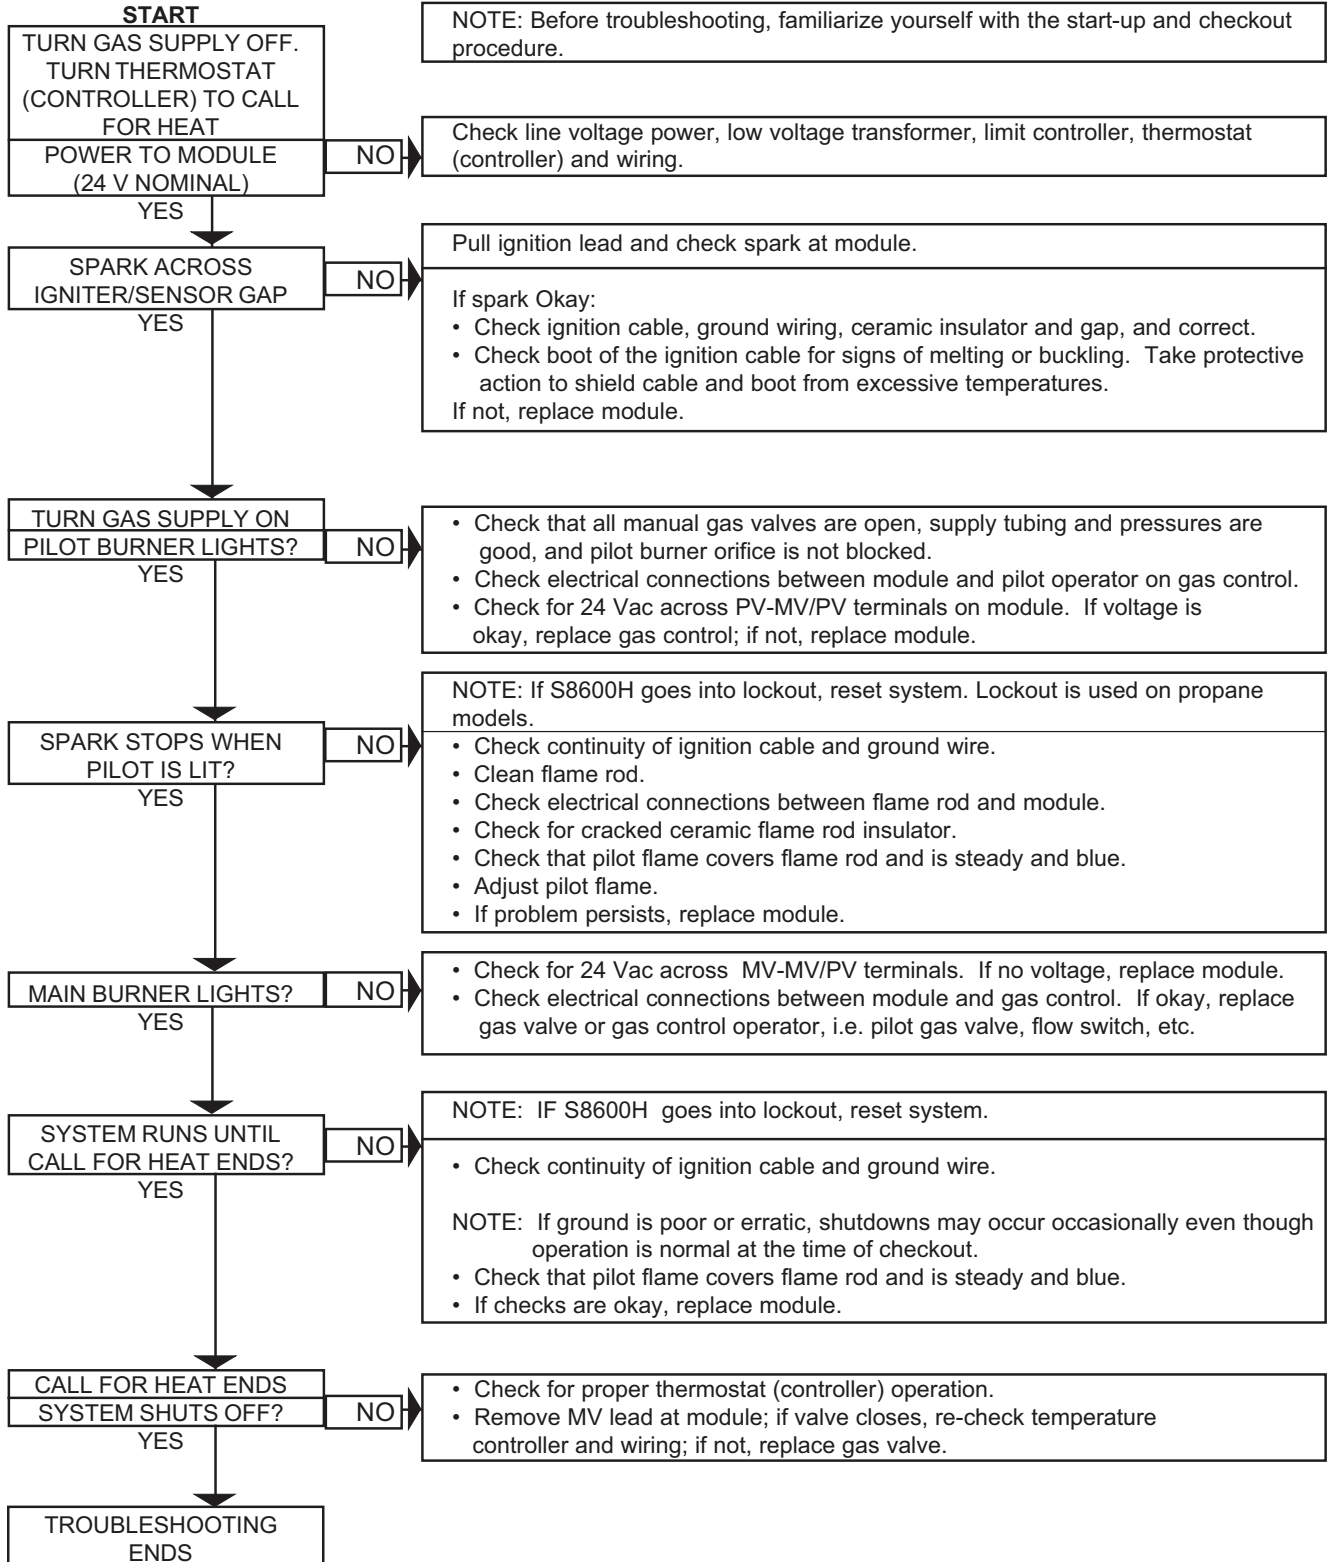 START
TURN GAS SUPPLY OFF.
TURN THERMOSTAT
(CONTROLLER) TO CALL
FOR HEAT
NOTE: Before troubleshooting, familiarize yourself with the start-up and checkout
procedure.
POWER TO MODULE
(24 V NOMINAL)
NO
Check line voltage power, low voltage transformer, limit controller, thermostat
(controller) and wiring.
YES
SPARK ACROSS
IGNITER/SENSOR GAP
NO
Pull ignition lead and check spark at module.
If spark Okay:
• Check ignition cable, ground wiring, ceramic insulator and gap, and correct.
• Check boot of the ignition cable for signs of melting or buckling. Take protective
action to shield cable and boot from excessive temperatures.
If not, replace module.
YES
TURN GAS SUPPLY ON
PILOT BURNER LIGHTS?
NO
• Check that all manual gas valves are open, supply tubing and pressures are
good, and pilot burner orifice is not blocked.
• Check electrical connections between module and pilot operator on gas control.
• Check for 24 Vac across PV-MV/PV terminals on module. If voltage is
okay, replace gas control; if not, replace module.
YES
SPARK STOPS WHEN
PILOT IS LIT?
NO
NOTE: If S8600H goes into lockout, reset system. Lockout is used on propane
models.
• Check continuity of ignition cable and ground wire.
• Clean flame rod.
• Check electrical connections between flame rod and module.
• Check for cracked ceramic flame rod insulator.
• Check that pilot flame covers flame rod and is steady and blue.
• Adjust pilot flame.
• If problem persists, replace module.
YES
MAIN BURNER LIGHTS?
NO
• Check for 24 Vac across MV-MV/PV terminals. If no voltage, replace module.
• Check electrical connections between module and gas control. If okay, replace
gas valve or gas control operator, i.e. pilot gas valve, flow switch, etc.
YES
SYSTEM RUNS UNTIL
CALL FOR HEAT ENDS?
NO
NOTE: IF S8600H goes into lockout, reset system.
• Check continuity of ignition cable and ground wire.
NOTE: If ground is poor or erratic, shutdowns may occur occasionally even though
operation is normal at the time of checkout.
• Check that pilot flame covers flame rod and is steady and blue.
• If checks are okay, replace module.
YES
CALL FOR HEAT ENDS
SYSTEM SHUTS OFF?
NO
• Check for proper thermostat (controller) operation.
• Remove MV lead at module; if valve closes, re-check temperature
controller and wiring; if not, replace gas valve.
YES
TROUBLESHOOTING
ENDS